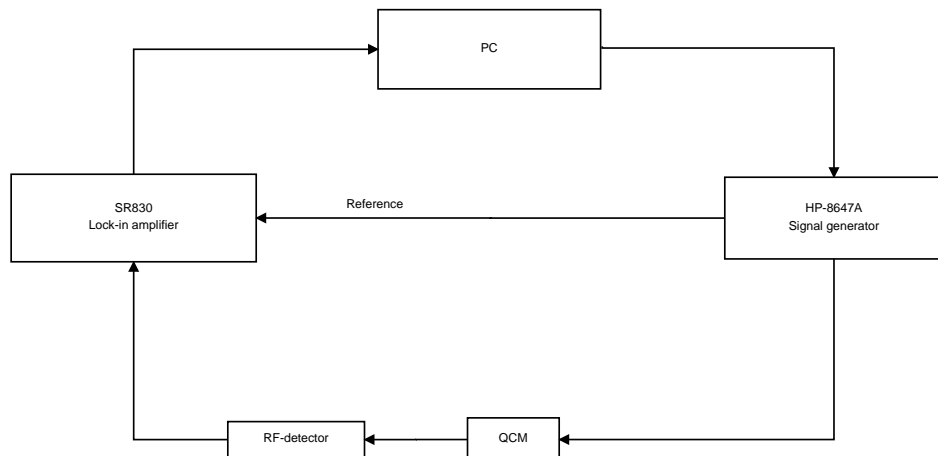 PC
SR830
Lock-in amplifier
Reference
HP-8647A
Signal generator
RF-detector
QCM